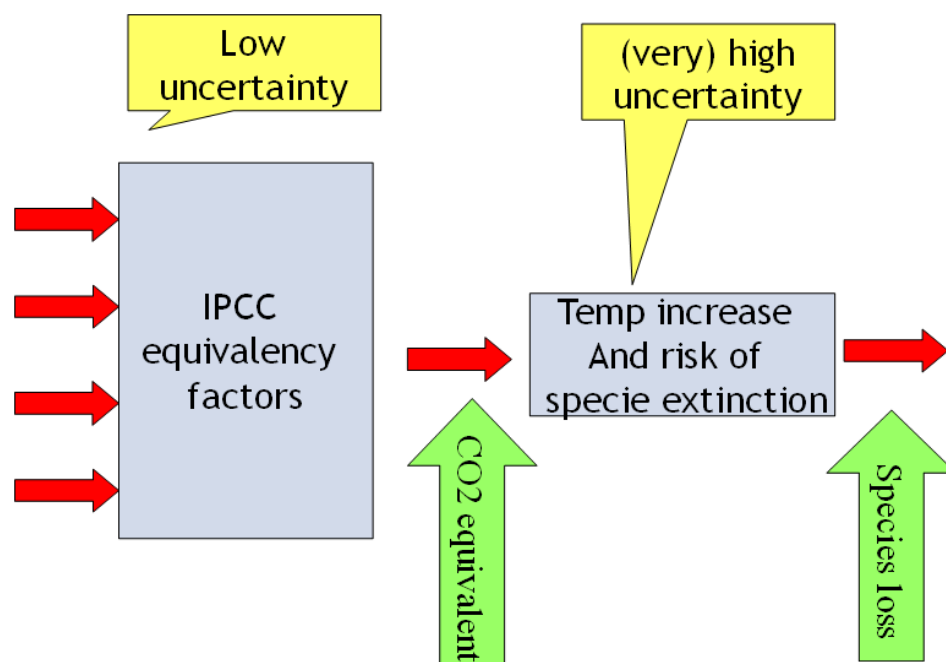 Low
uncertainty
(very) high
uncertainty
IPCC
equivalency
factors
Temp increase
And risk of
specie extinction
CO2 equivalent
Species loss